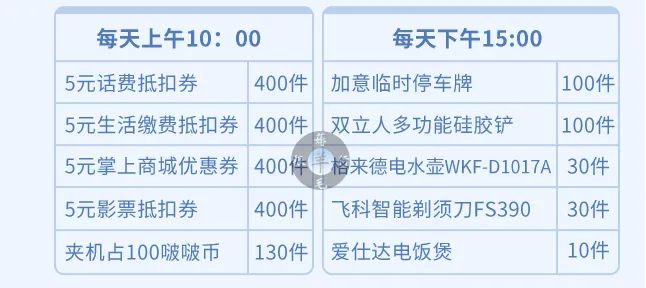 每天上午10：00
5元话费抵扣券 400件
5元生活缴费抵扣券 400件
5元掌上商城优惠券 400件
5元影票抵扣券 400件
夹机占100啵啵币 130件
每天下午15:00
加意临时停车牌 100件
双立人多功能硅胶铲 100件
格来德电水壶WKF-D1017A 30件
飞科智能剃须刀FS390 30件
爱仕达电饭煲 10件